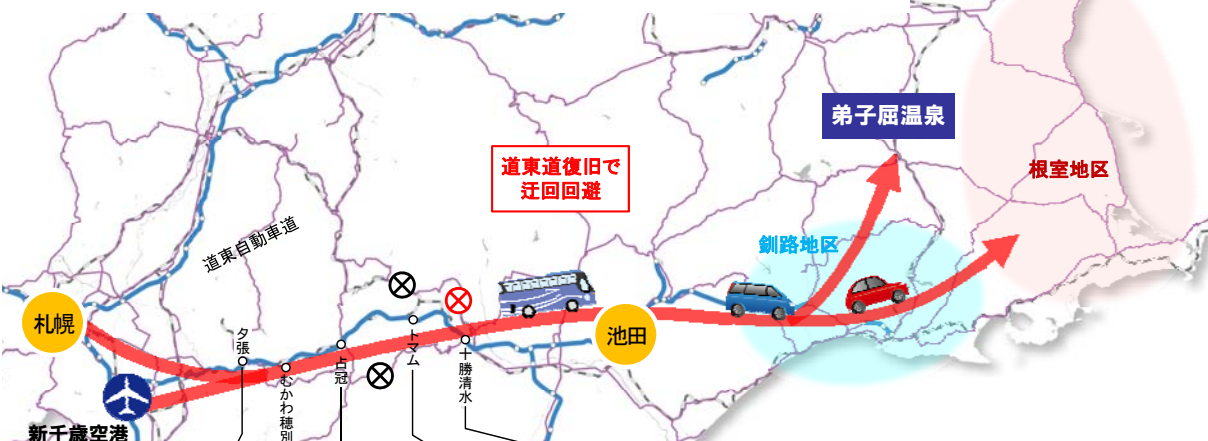 弟子屈温泉
道東道復旧で
迂回回避
根室地区
道東自動車道
釧路地区
札幌
池田
夕張
むかわ穂別
占冠
トマム
十勝清水
新千歳空港